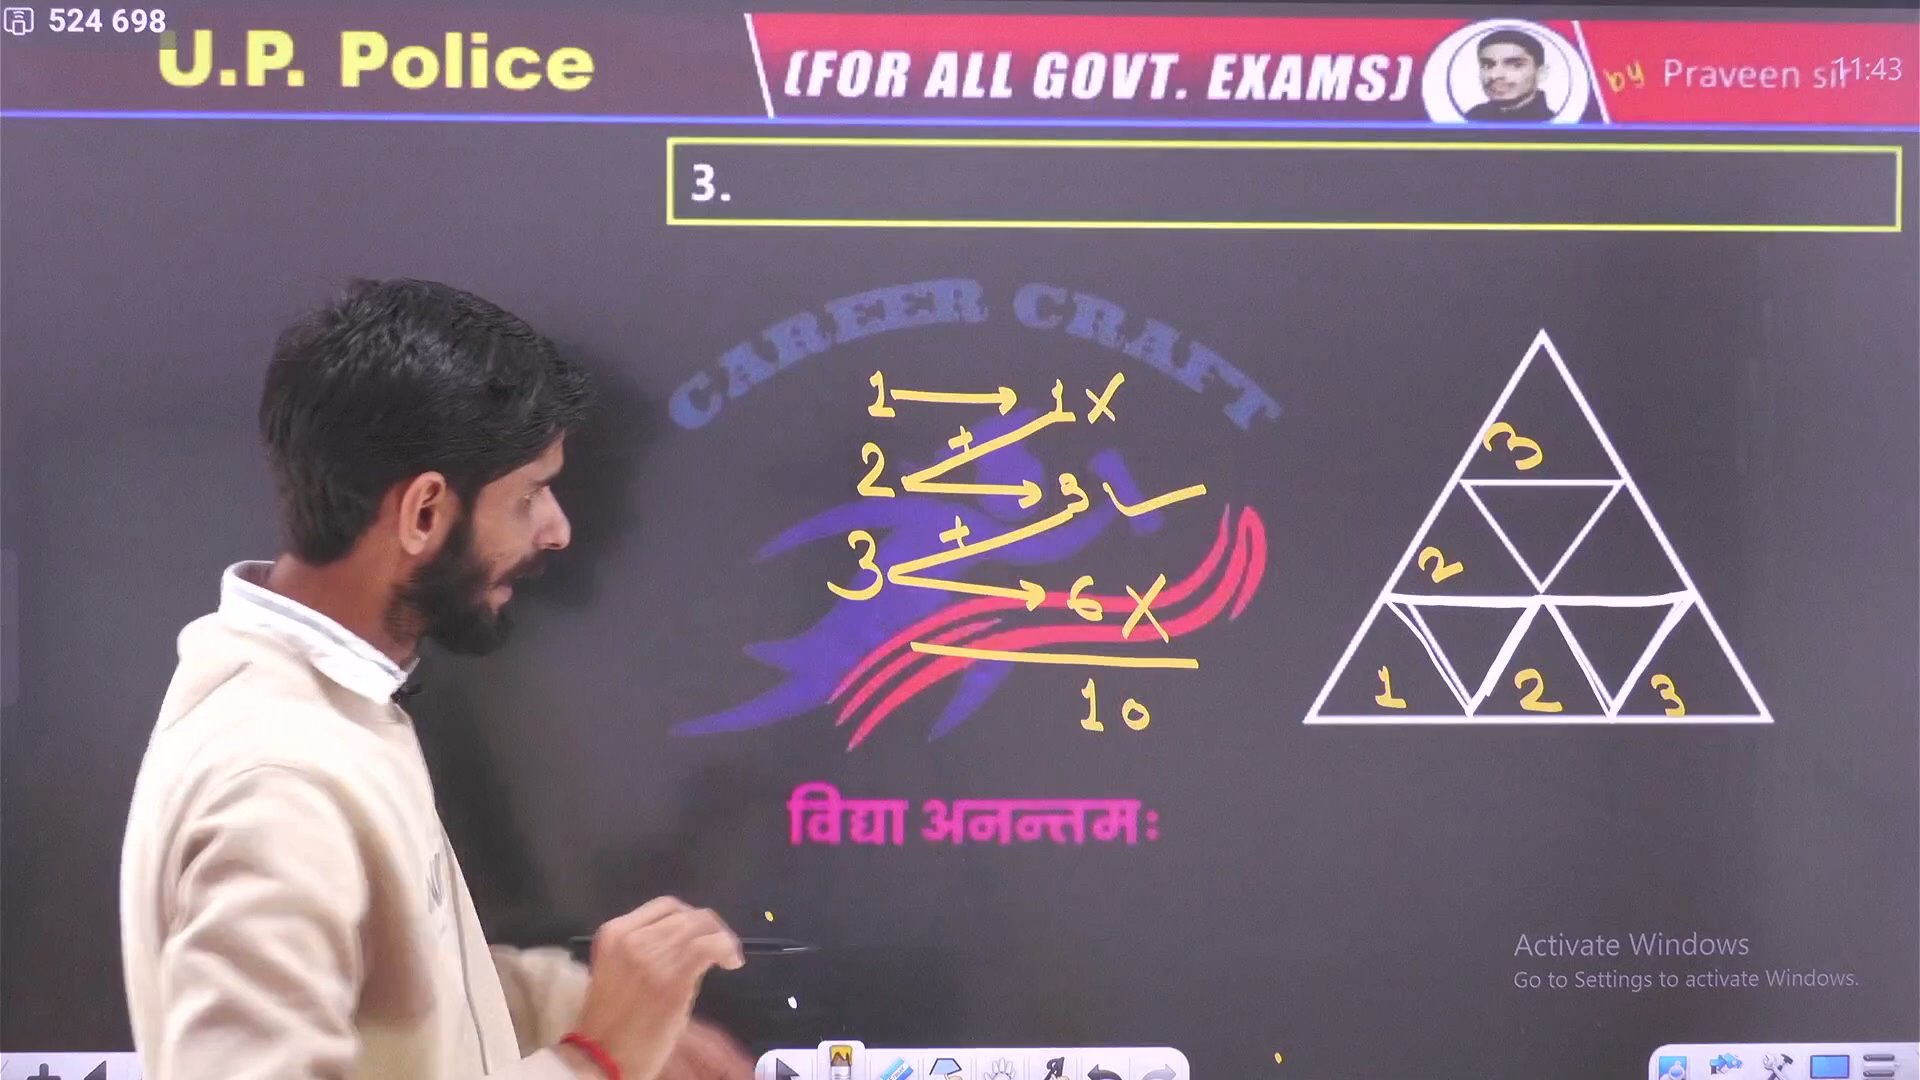 524 698
U.P. Police
(FOR ALL GOVT. EXAMS)
by Praveen sir
11:43
3.
CAREER CRAFT
1 → 1 X
2 + → 3 ✓
3 + → 6 X
10
3
2
1 2 3
विद्या अनन्तमः
Activate Windows
Go to Settings to activate Windows.